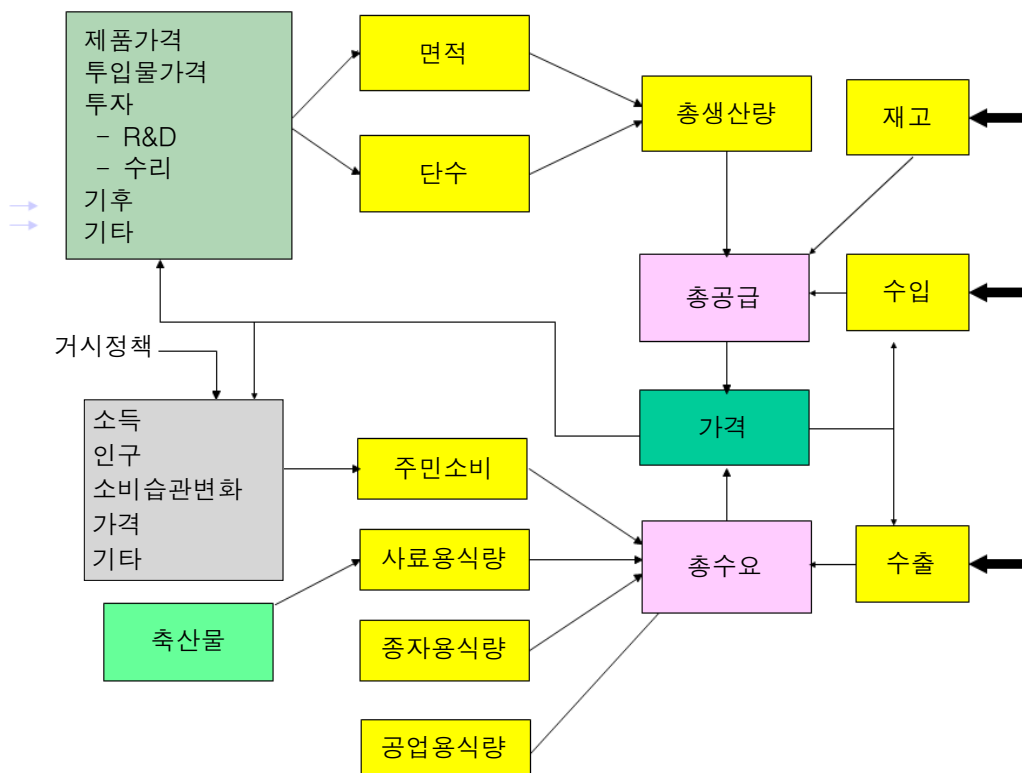 제품가격
투입물가격
투자
- R&D
- 수리
기후
기타
면적
단수
총생산량
재고
총공급
수입
거시정책
가격
소득
인구
소비습관변화
가격
기타
주민소비
사료용식량
총수요
수출
축산물
종자용식량
공업용식량